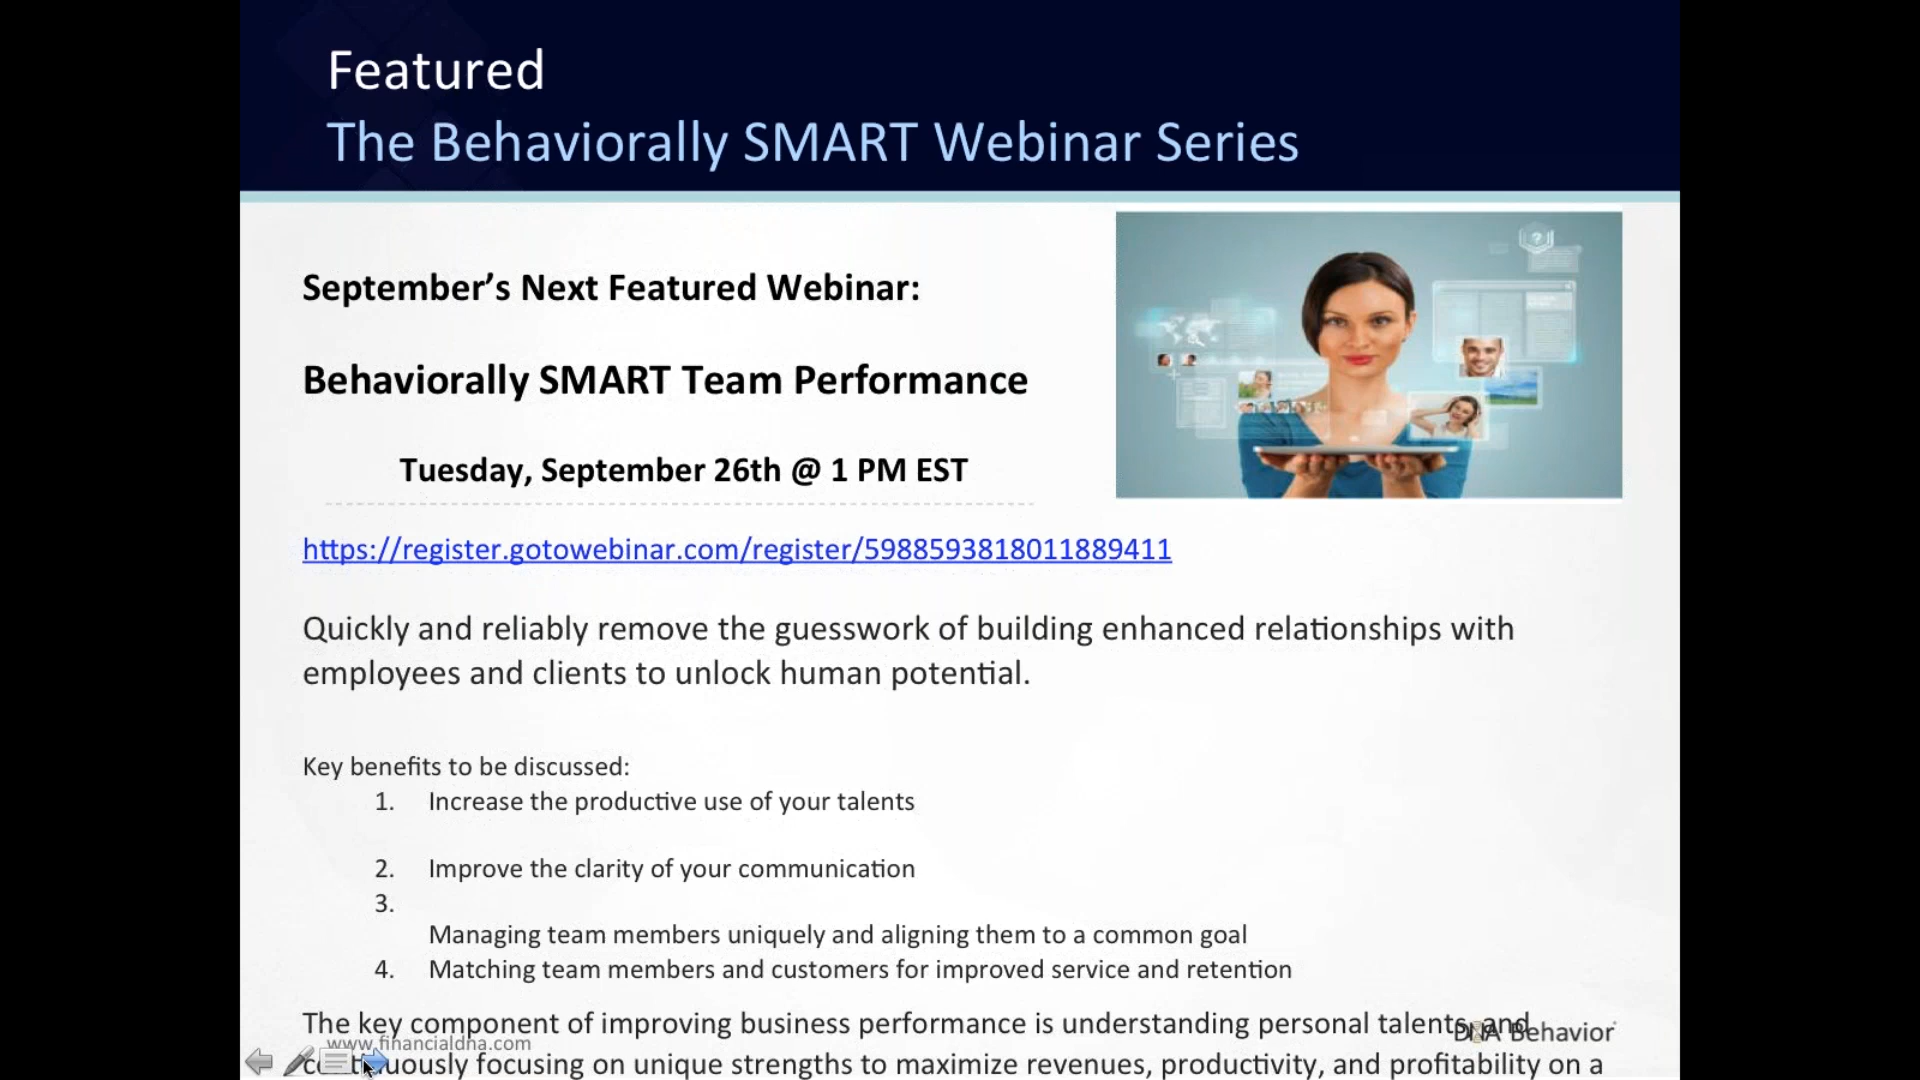 Featured
The Behaviorally SMART Webinar Series
September’s Next Featured Webinar:
Behaviorally SMART Team Performance
Tuesday, September 26th @ 1 PM EST
https://register.gotowebinar.com/register/5988593818011889411
Quickly and reliably remove the guesswork of building enhanced relationships with
employees and clients to unlock human potential.
Key benefits to be discussed:
1. Increase the productive use of your talents
2. Improve the clarity of your communication
3.
Managing team members uniquely and aligning them to a common goal
4. Matching team members and customers for improved service and retention
The key component of improving business performance is understanding personal talents, and
DNA Behavior
www.financialdna.com
continuously focusing on unique strengths to maximize revenues, productivity, and profitability on a